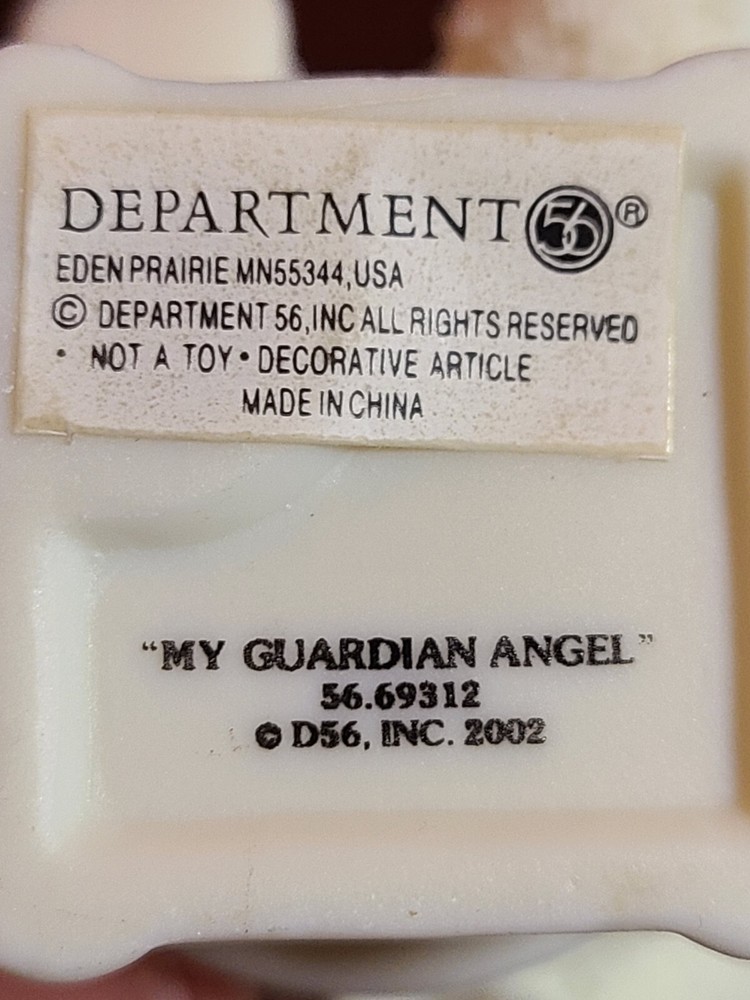 DEPARTMENT 56®
EDEN PRAIRIE MN55344,USA
© DEPARTMENT 56,INC ALL RIGHTS RESERVED
• NOT A TOY • DECORATIVE ARTICLE
MADE IN CHINA
“MY GUARDIAN ANGEL”
56.69312
© D56, INC. 2002